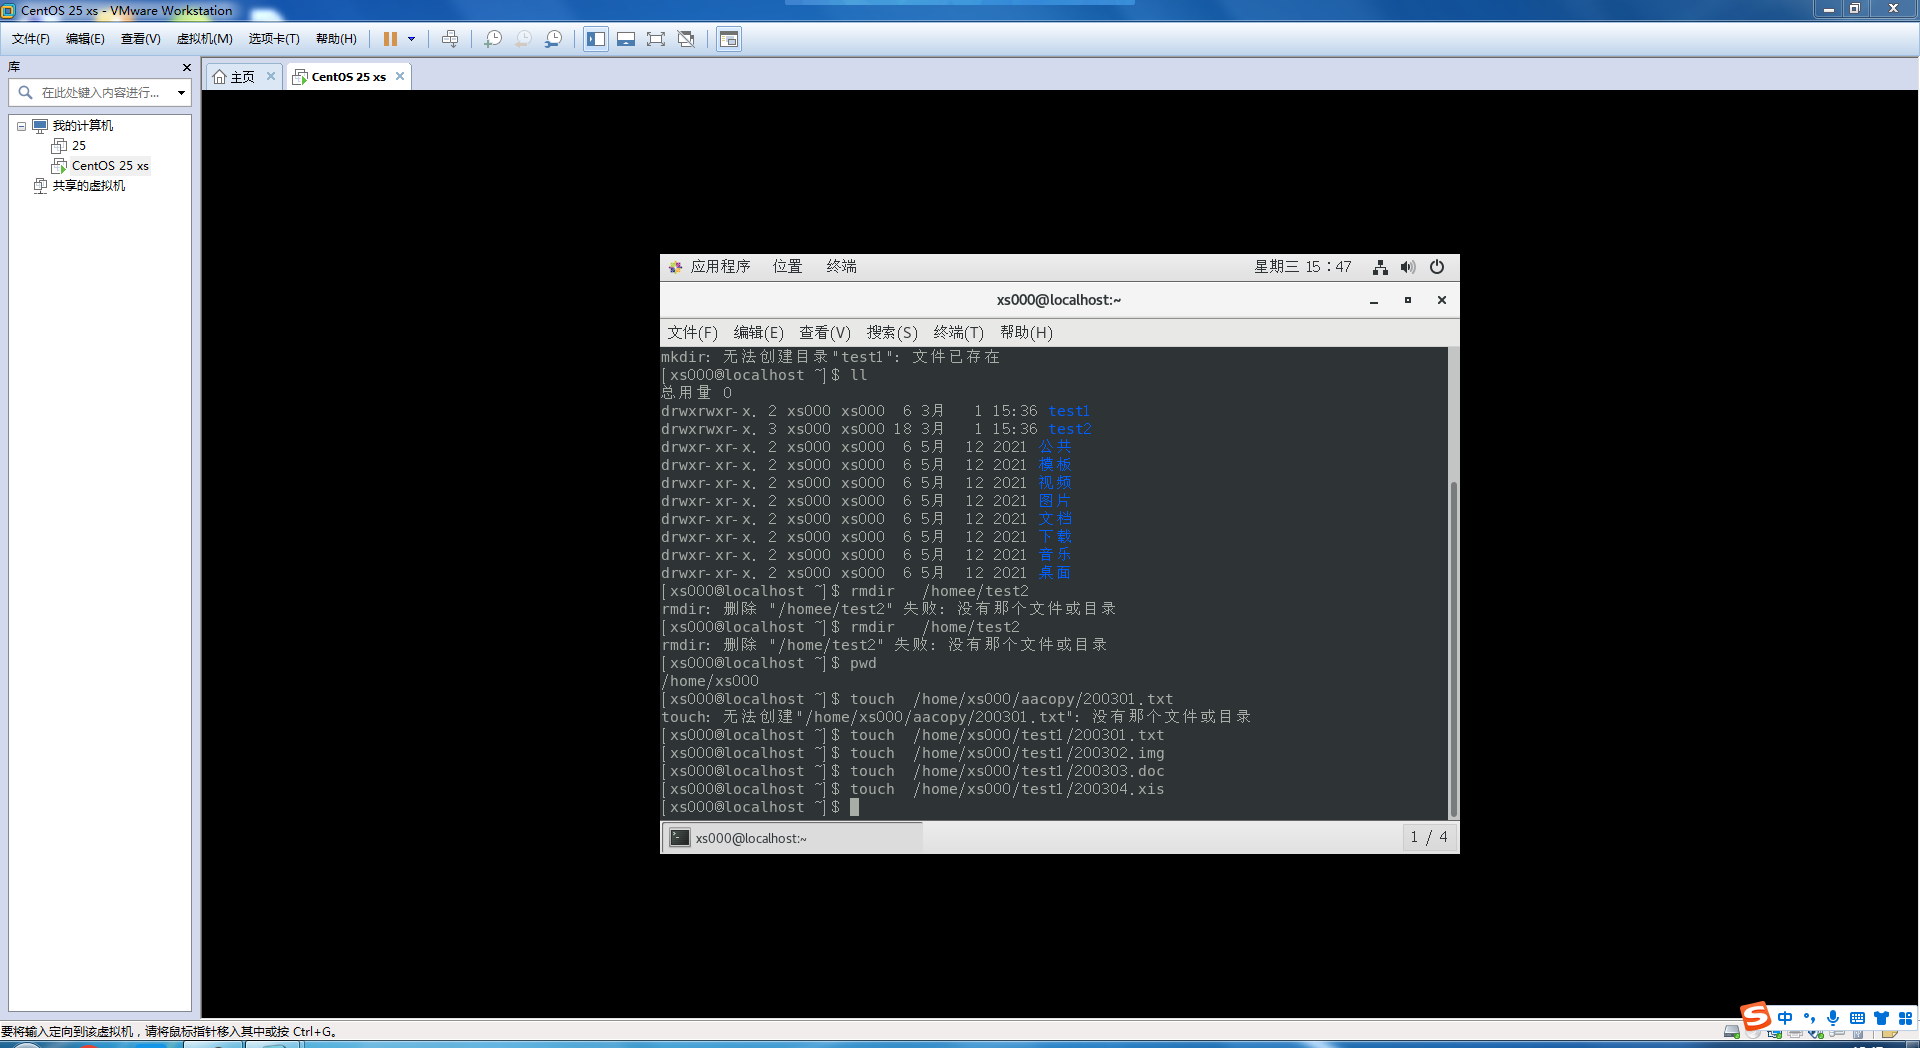 CentOS 25 xs - VMware Workstation
文件(F) 编辑(E) 查看(V) 虚拟机(M) 选项卡(T) 帮助(H)
库
主页
CentOS 25 xs
在此处键入内容进行...
我的计算机
25
CentOS 25 xs
共享的虚拟机
应用程序 位置 终端
星期三 15：47
xs000@localhost:~
文件(F) 编辑(E) 查看(V) 搜索(S) 终端(T) 帮助(H)
mkdir: 无法创建目录"test1": 文件已存在
[xs000@localhost ~]$ ll
总用量 0
drwxrwxr-x. 2 xs000 xs000  6 3月   1 15:36 test1
drwxrwxr-x. 3 xs000 xs000 18 3月   1 15:36 test2
drwxr-xr-x. 2 xs000 xs000  6 5月  12 2021 公共
drwxr-xr-x. 2 xs000 xs000  6 5月  12 2021 模板
drwxr-xr-x. 2 xs000 xs000  6 5月  12 2021 视频
drwxr-xr-x. 2 xs000 xs000  6 5月  12 2021 图片
drwxr-xr-x. 2 xs000 xs000  6 5月  12 2021 文档
drwxr-xr-x. 2 xs000 xs000  6 5月  12 2021 下载
drwxr-xr-x. 2 xs000 xs000  6 5月  12 2021 音乐
drwxr-xr-x. 2 xs000 xs000  6 5月  12 2021 桌面
[xs000@localhost ~]$ rmdir   /homee/test2
rmdir: 删除 "/homee/test2" 失败: 没有那个文件或目录
[xs000@localhost ~]$ rmdir   /home/test2
rmdir: 删除 "/home/test2" 失败: 没有那个文件或目录
[xs000@localhost ~]$ pwd
/home/xs000
[xs000@localhost ~]$ touch  /home/xs000/aacopy/200301.txt
touch: 无法创建"/home/xs000/aacopy/200301.txt": 没有那个文件或目录
[xs000@localhost ~]$ touch  /home/xs000/test1/200301.txt
[xs000@localhost ~]$ touch  /home/xs000/test1/200302.img
[xs000@localhost ~]$ touch  /home/xs000/test1/200303.doc
[xs000@localhost ~]$ touch  /home/xs000/test1/200304.xis
[xs000@localhost ~]$
xs000@localhost:~
1 / 4
要将输入定向到该虚拟机，请将鼠标指针移入其中或按 Ctrl+G。
中